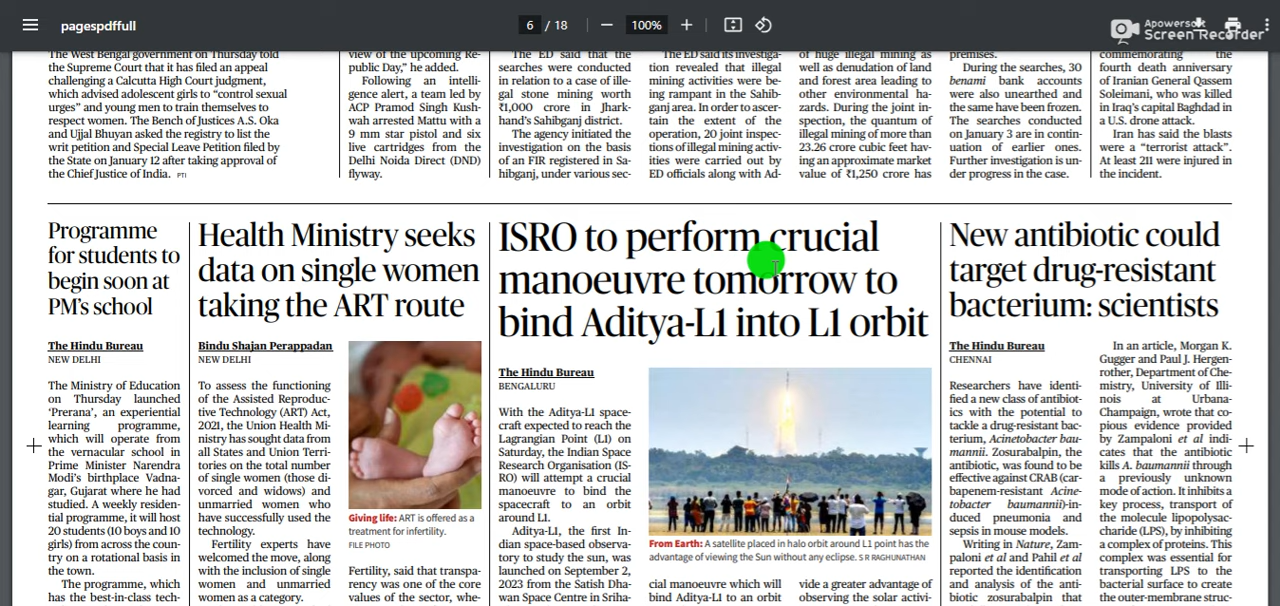 pagespdffull
6 / 18
100%
Apowersoft
Screen Recorder
The West Bengal government on Thursday told
the Supreme Court that it has filed an appeal
challenging a Calcutta High Court judgment,
which advised adolescent girls to “control sexual
urges” and young men to train themselves to
respect women. The Bench of Justices A.S. Oka
and Ujjal Bhuyan asked the registry to list the
writ petition and Special Leave Petition filed by
the State on January 12 after taking approval of
the Chief Justice of India. PTI
view of the upcoming Re-
public Day,” he added.
Following an intelli-
gence alert, a team led by
ACP Pramod Singh Kush-
wah arrested Mattu with a
9 mm star pistol and six
live cartridges from the
Delhi Noida Direct (DND)
flyway.
The ED said that the
searches were conducted
in relation to a case of ille-
gal stone mining worth
₹1,000 crore in Jhark-
hand’s Sahibganj district.
The agency initiated the
investigation on the basis
of an FIR registered in Sa-
hibganj, under various sec-
The ED said its investiga-
tion revealed that illegal
mining activities were be-
ing rampant in the Sahib-
ganj area. In order to ascer-
tain the extent of the
operation, 20 joint inspec-
tions of illegal mining activ-
ities were carried out by
ED officials along with Ad-
of huge illegal mining as
well as denudation of land
and forest area leading to
other environmental ha-
zards. During the joint in-
spection, the quantum of
illegal mining of more than
23.26 crore cubic feet hav-
ing an approximate market
value of ₹1,250 crore has
premises.
During the searches, 30
benami bank accounts
were also unearthed and
the same have been frozen.
The searches conducted
on January 3 are in contin-
uation of earlier ones.
Further investigation is un-
der progress in the case.
commemorating the
fourth death anniversary
of Iranian General Qassem
Soleimani, who was killed
in Iraq’s capital Baghdad in
a U.S. drone attack.
Iran has said the blasts
were a “terrorist attack”.
At least 211 were injured in
the incident.
Programme
for students to
begin soon at
PM’s school
The Hindu Bureau
NEW DELHI
The Ministry of Education
on Thursday launched
‘Prerana’, an experiential
learning programme,
which will operate from
the vernacular school in
Prime Minister Narendra
Modi’s birthplace Vadna-
gar, Gujarat where he had
studied. A weekly residen-
tial programme, it will host
20 students (10 boys and 10
girls) from across the coun-
try on a rotational basis in
the town.
The programme, which
has the best-in-class tech-
Health Ministry seeks
data on single women
taking the ART route
Bindu Shajan Perappadan
NEW DELHI
To assess the functioning
of the Assisted Reproduc-
tive Technology (ART) Act,
2021, the Union Health Mi-
nistry has sought data from
all States and Union Terri-
tories on the total number
of single women (those di-
vorced and widows) and
unmarried women who
have successfully used the
technology.
Fertility experts have
welcomed the move, along
with the inclusion of single
women and unmarried
women as a category.
Giving life: ART is offered as a
treatment for infertility.
FILE PHOTO
Fertility, said that transpa-
rency was one of the core
values of the sector, whe-
ISRO to perform crucial
manoeuvre tomorrow to
bind Aditya-L1 into L1 orbit
The Hindu Bureau
BENGALURU
With the Aditya-L1 space-
craft expected to reach the
Lagrangian Point (L1) on
Saturday, the Indian Space
Research Organisation (IS-
RO) will attempt a crucial
manoeuvre to bind the
spacecraft to an orbit
around L1.
Aditya-L1, the first In-
dian space-based observa-
tory to study the sun, was
launched on September 2,
2023 from the Satish Dha-
wan Space Centre in Sriha-
From Earth: A satellite placed in halo orbit around L1 point has the
advantage of viewing the Sun without any eclipse. S R RAGHUNATHAN
cial manoeuvre which will
bind Aditya-L1 to an orbit
vide a greater advantage of
observing the solar activi-
New antibiotic could
target drug-resistant
bacterium: scientists
The Hindu Bureau
CHENNAI
Researchers have identi-
fied a new class of antibiot-
ics with the potential to
tackle a drug-resistant bac-
terium, Acinetobacter bau-
mannii. Zosurabalpin, the
antibiotic, was found to be
effective against CRAB (car-
bapenem-resistant Acine-
tobacter baumannii)-in-
duced pneumonia and
sepsis in mouse models.
Writing in Nature, Zam-
paloni et al and Pahil et al
reported the identification
and analysis of the anti-
biotic zosurabalpin that
In an article, Morgan K.
Gugger and Paul J. Hergen-
rother, Department of Che-
mistry, University of Illi-
nois at Urbana-
Champaign, wrote that co-
pious evidence provided
by Zampaloni et al indi-
cates that the antibiotic
kills A. baumannii through
a previously unknown
mode of action. It inhibits a
key process, transport of
the molecule lipopolysac-
charide (LPS), by inhibiting
a complex of proteins. This
complex was essential for
transporting LPS to the
bacterial surface to create
the outer-membrane struc-